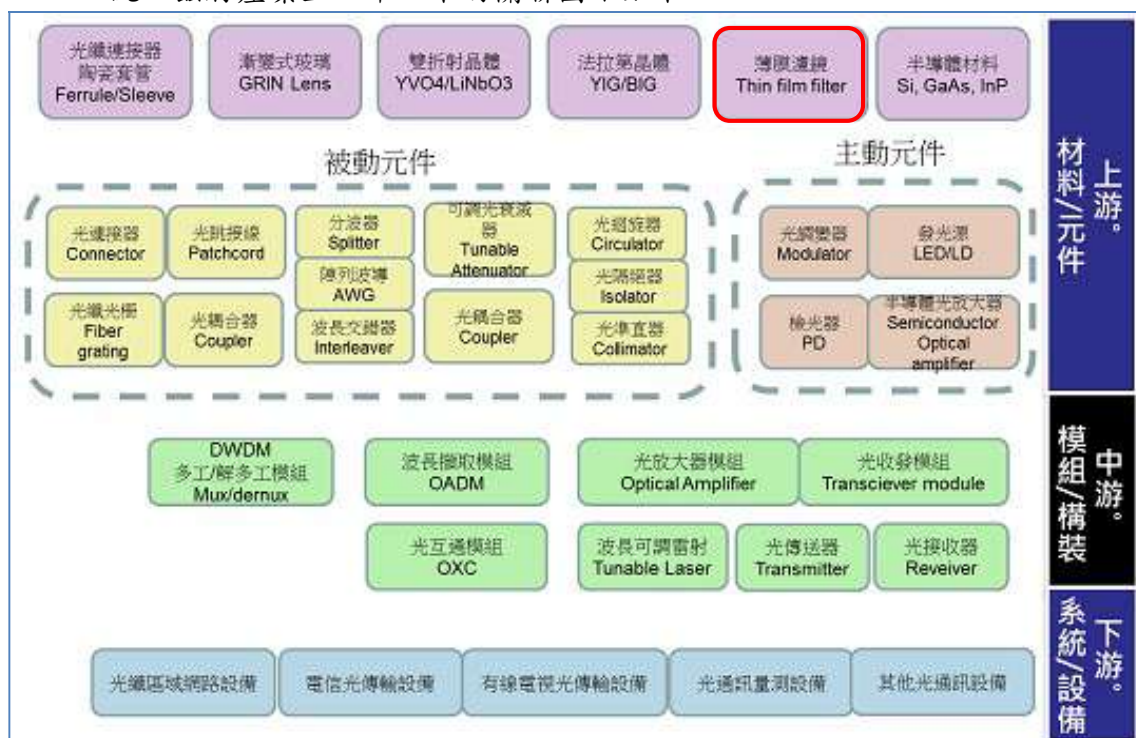 光纖連接器
陶瓷套管
Ferrule/Sleeve
漸變式玻璃
GRIN Lens
雙折射晶體
YVO4/LiNbO3
法拉第晶體
YIG/BIG
薄膜濾鏡
Thin film filter
半導體材料
Si, GaAs, InP
被動元件
主動元件
光連接器
Connector
光跳接線
Patchcord
分波器
Splitter
可調光衰減
器
Tunable
Attenuator
光迴旋器
Circulator
陣列波導
AWG
光隔絕器
Isolator
光纖光柵
Fiber
grating
光耦合器
Coupler
波長交錯器
Interleaver
光耦合器
Coupler
光準直器
Collimator
光調變器
Modulator
發光源
LED/LD
檢光器
PD
半導體光放大器
Semiconductor
Optical
amplifier
上游。
材料/元件
DWDM
多工/解多工模組
Mux/dernux
波長擷取模組
OADM
光放大器模組
Optical Amplifier
光收發模組
Transciever module
光互通模組
OXC
波長可調雷射
Tunable Laser
光傳送器
Transmitter
光接收器
Reveiver
中游。
模組/構裝
光纖區域網路設備
電信光傳輸設備
有線電視光傳輸設備
光通訊量測設備
其他光通訊設備
下游。
系統/設備